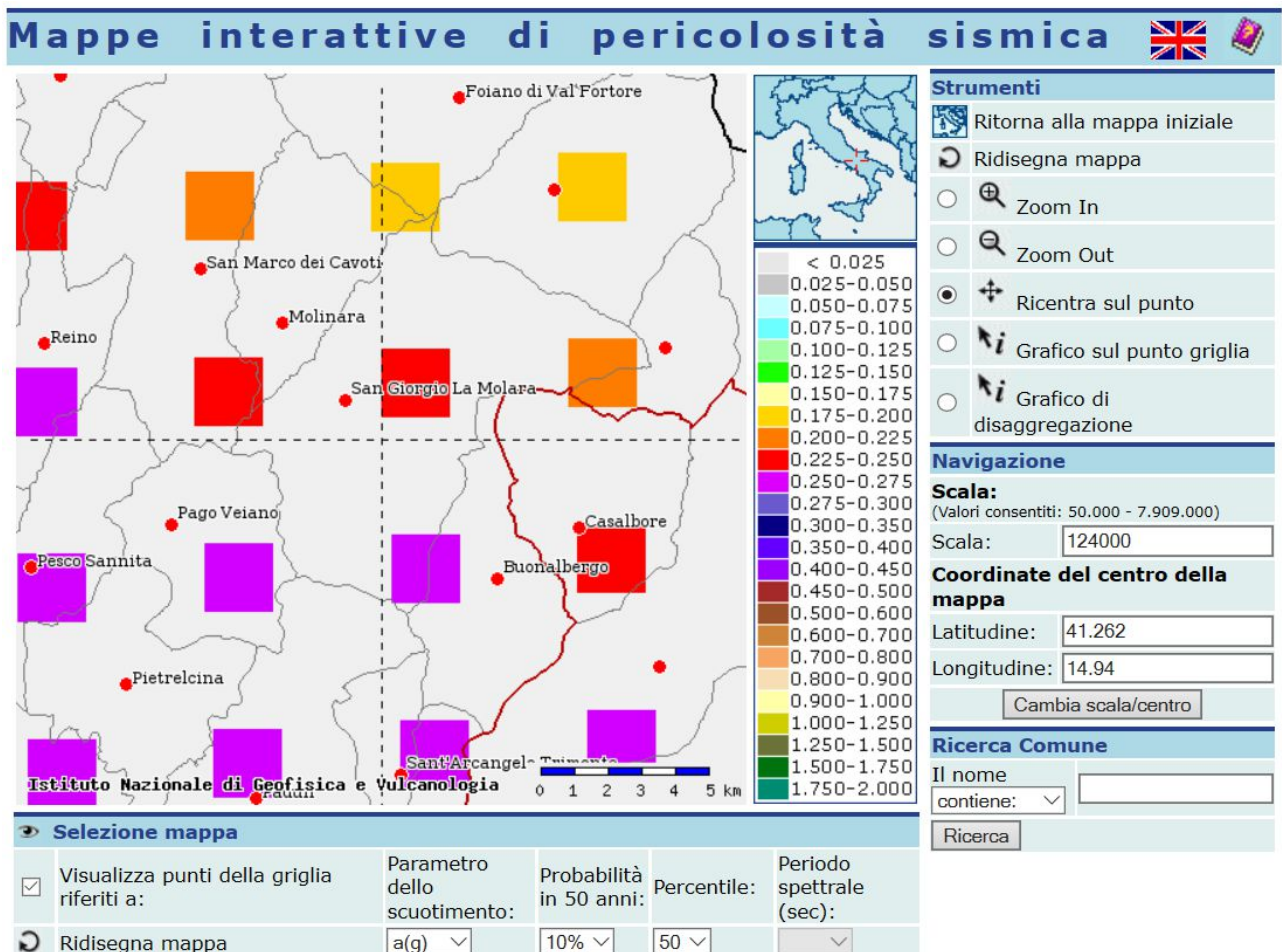 Mappe interattive di pericolosità sismica
Foiano di Val Fortore
San Marco dei Cavoti
Molinara
Reino
San Giorgio La Molara
Pago Veiano
Casalbore
Pesco Sannita
Buonalbergo
Pietrelcina
Sant'Arcangelo Trimonte
Istituto Nazionale di Geofisica e Vulcanologia
Paduli
0 1 2 3 4 5 km
< 0.025
0.025-0.050
0.050-0.075
0.075-0.100
0.100-0.125
0.125-0.150
0.150-0.175
0.175-0.200
0.200-0.225
0.225-0.250
0.250-0.275
0.275-0.300
0.300-0.350
0.350-0.400
0.400-0.450
0.450-0.500
0.500-0.600
0.600-0.700
0.700-0.800
0.800-0.900
0.900-1.000
1.000-1.250
1.250-1.500
1.500-1.750
1.750-2.000
Strumenti
Ritorna alla mappa iniziale
Ridisegna mappa
Zoom In
Zoom Out
Ricentra sul punto
Grafico sul punto griglia
Grafico di
disaggregazione
Navigazione
Scala:
(Valori consentiti: 50.000 - 7.909.000)
Scala: 124000
Coordinate del centro della
mappa
Latitudine: 41.262
Longitudine: 14.94
Cambia scala/centro
Ricerca Comune
Il nome
contiene:
Ricerca
Selezione mappa
Visualizza punti della griglia
riferiti a:
Parametro
dello
scuotimento:
Probabilità
in 50 anni:
Percentile:
Periodo
spettrale
(sec):
Ridisegna mappa
a(g)
10%
50